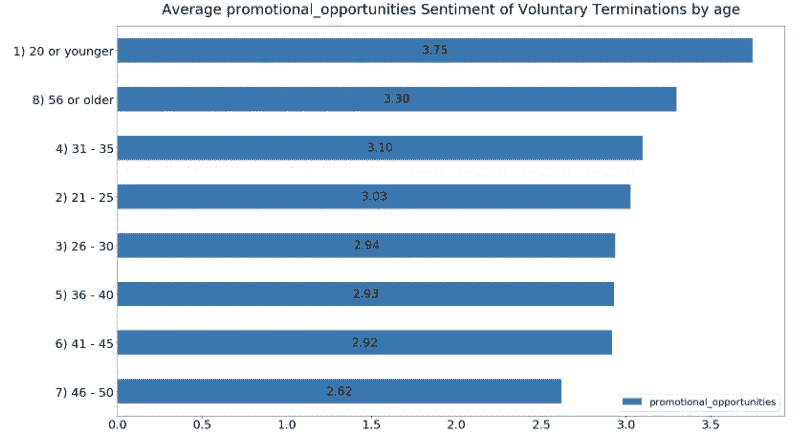 Average promotional_opportunities Sentiment of Voluntary Terminations by age
1) 20 or younger 3.75
8) 56 or older 3.30
4) 31 - 35 3.10
2) 21 - 25 3.03
3) 26 - 30 2.94
5) 36 - 40 2.93
6) 41 - 45 2.92
7) 46 - 50 2.62
promotional_opportunities
0.0 0.5 1.0 1.5 2.0 2.5 3.0 3.5